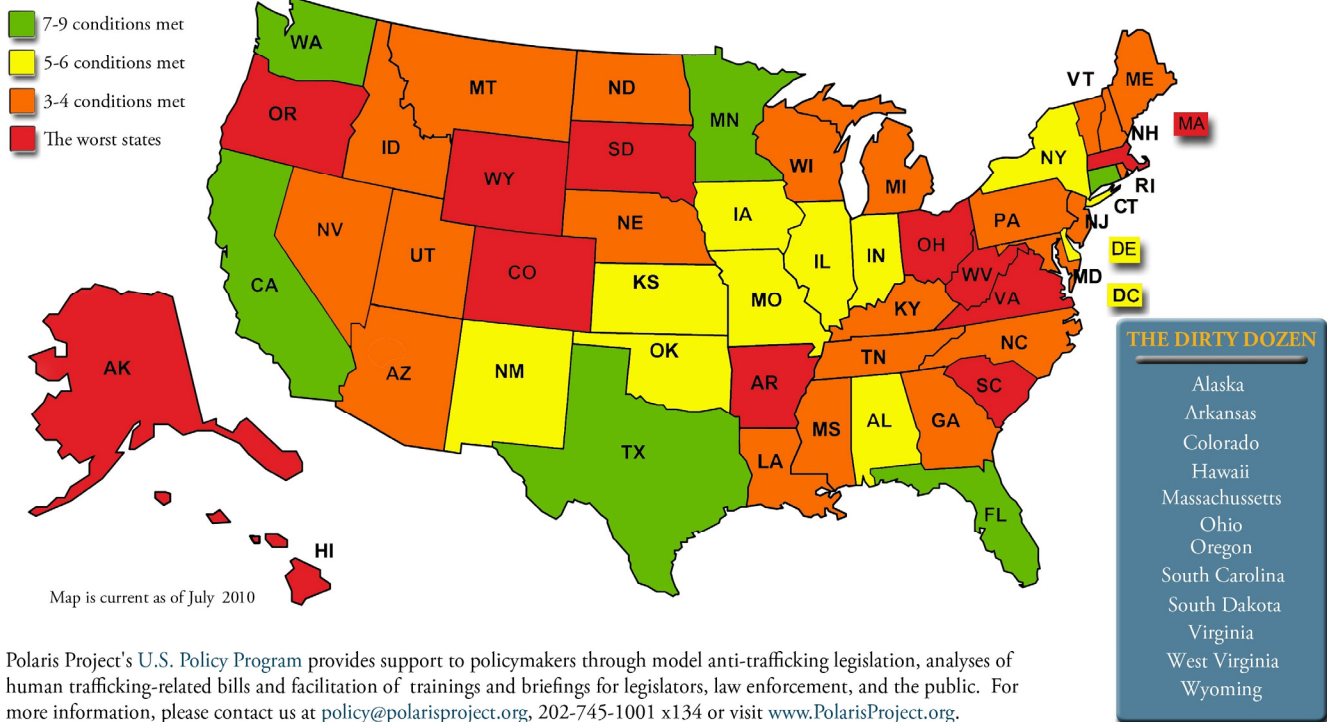 7-9 conditions met
5-6 conditions met
3-4 conditions met
The worst states
WA
OR
CA
ID
NV
MT
WY
UT
AZ
CO
NM
ND
SD
NE
KS
OK
TX
MN
IA
MO
AR
LA
WI
IL
MS
MI
IN
KY
TN
AL
OH
WV
VA
NC
SC
GA
FL
PA
NY
VT
ME
NH
MA
RI
CT
NJ
DE
MD
DC
AK
HI
THE DIRTY DOZEN
Alaska
Arkansas
Colorado
Hawaii
Massachussetts
Ohio
Oregon
South Carolina
South Dakota
Virginia
West Virginia
Wyoming
Map is current as of July 2010
Polaris Project's U.S. Policy Program provides support to policymakers through model anti-trafficking legislation, analyses of
human trafficking-related bills and facilitation of trainings and briefings for legislators, law enforcement, and the public. For
more information, please contact us at policy@polarisproject.org, 202-745-1001 x134 or visit www.PolarisProject.org.